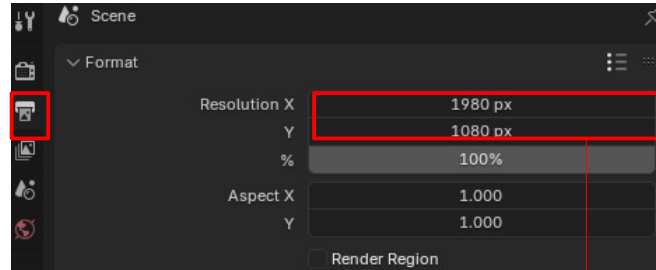 Scene
Format
Resolution X 1980 px
Y 1080 px
% 100%
Aspect X 1.000
Y 1.000
Render Region